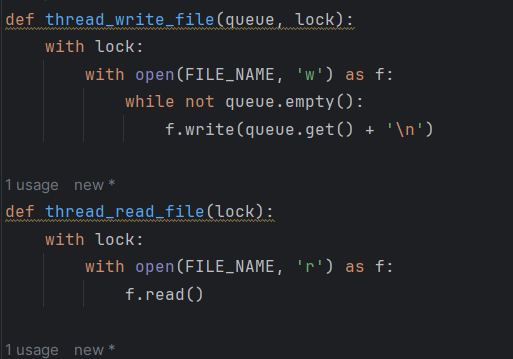 def thread_write_file(queue, lock):
    with lock:
        with open(FILE_NAME, 'w') as f:
            while not queue.empty():
                f.write(queue.get() + '\n')
1 usage   new *
def thread_read_file(lock):
    with lock:
        with open(FILE_NAME, 'r') as f:
            f.read()
1 usage   new *